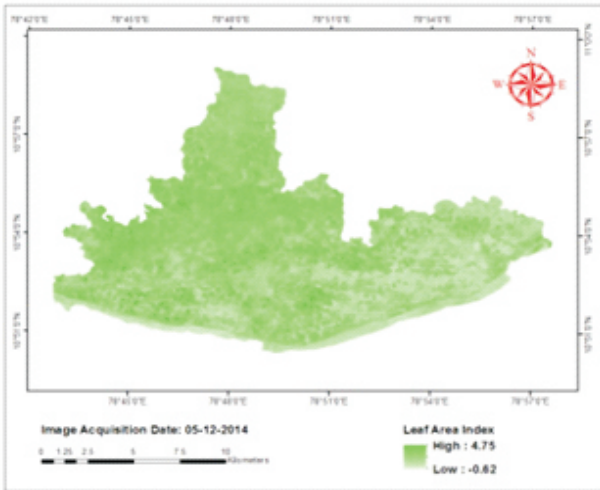 78°42'0"E 78°45'0"E 78°48'0"E 78°51'0"E 78°54'0"E 78°57'0"E
N
W E
S
78°45'0"E 78°48'0"E 78°51'0"E 78°54'0"E 78°57'0"E
Image Acquisition Date: 05-12-2014
0 1.25 2.5 5 7.5 10
Kilometers
Leaf Area Index
High : 4.75
Low : -0.62